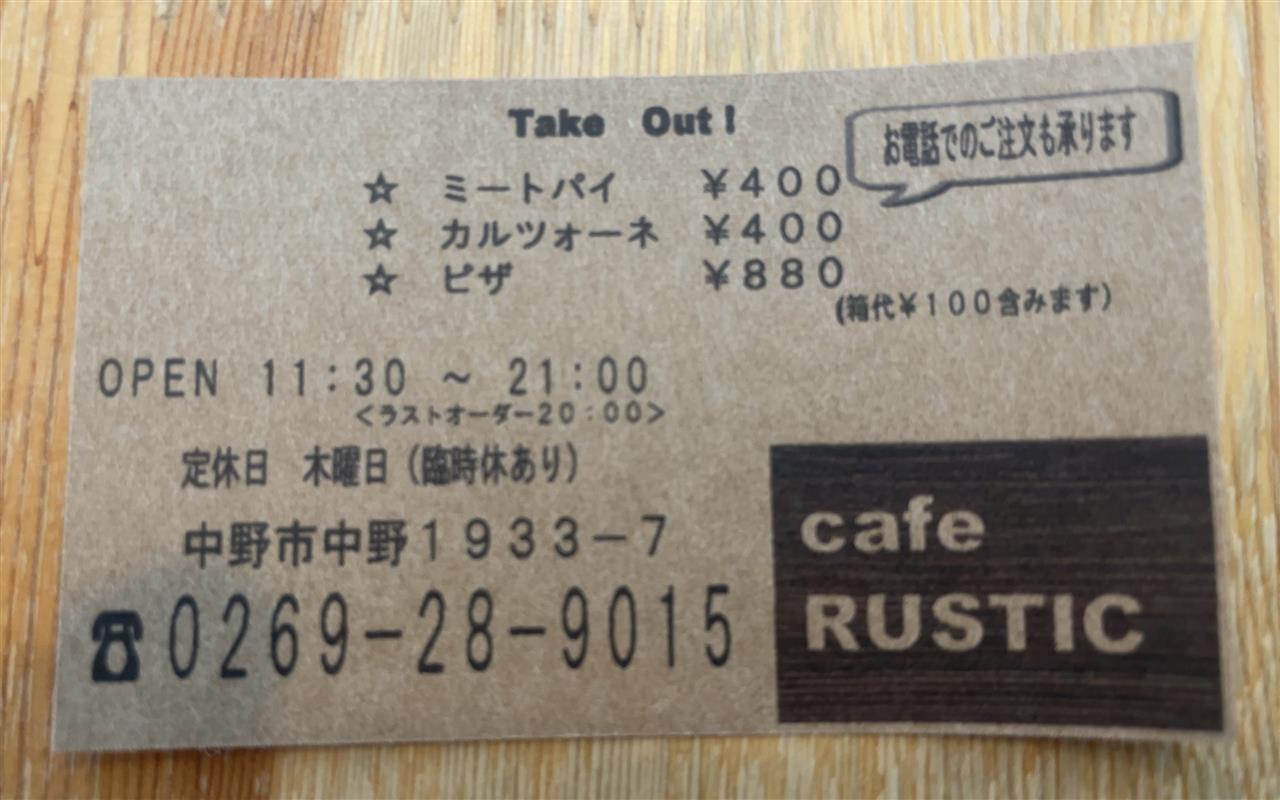 Take Out!
お電話でのご注文も承ります
☆ ミートパイ ¥400
☆ カルツォーネ ¥400
☆ ピザ ¥880
(箱代¥100含みます)
OPEN 11:30 ~ 21:00
<ラストオーダー20:00>
定休日 木曜日(臨時休あり)
中野市中野1933-7
☎0269-28-9015
cafe
RUSTIC